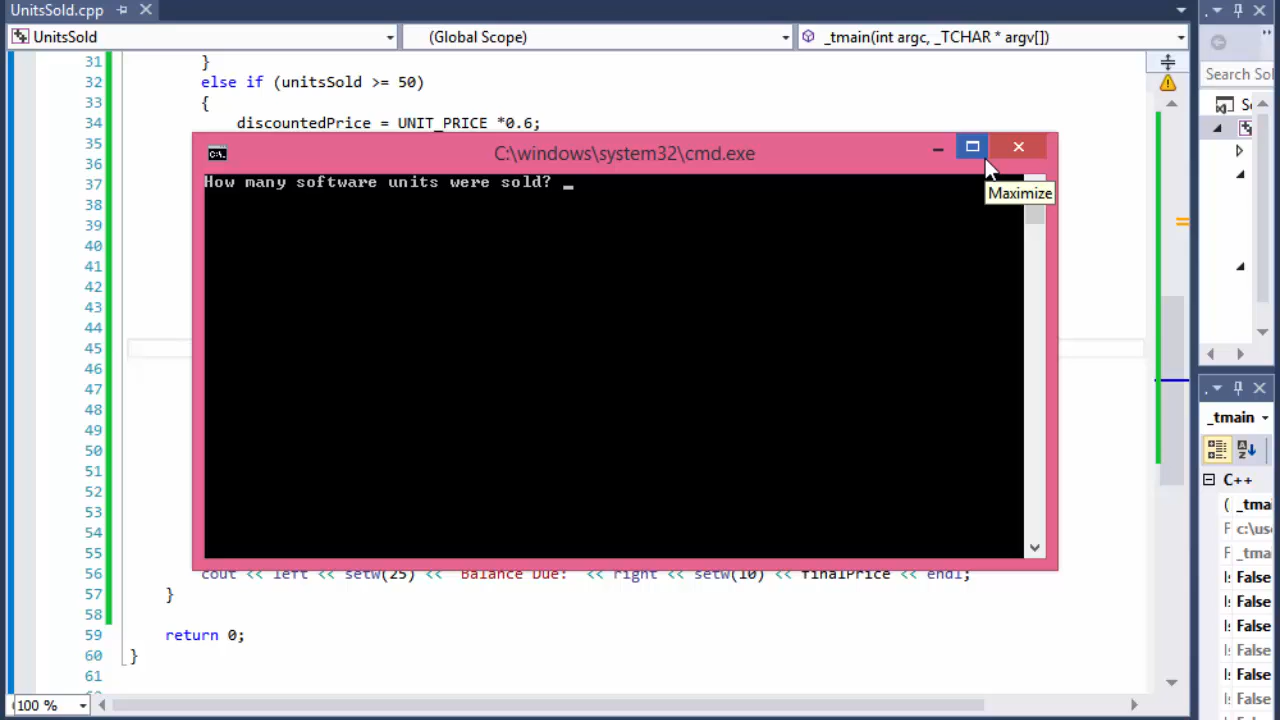 UnitsSold.cpp
UnitsSold (Global Scope) _tmain(int argc, _TCHAR * argv[])
31 }
32 else if (unitsSold >= 50)
33 {
34 discountedPrice = UNIT_PRICE *0.6;
35
36
37
38
39
40
41
42
43
44
45
46
47
48
49
50
51
52
53
54
55
56 cout << left << setw(25) << "Balance Due: " << right << setw(10) << finalPrice << endl;
57 }
58
59 return 0;
60 }
61
100 %
C:\windows\system32\cmd.exe
How many software units were sold? _
Maximize
Search Sol
_tmain
C++
( _tmai
c:\use
_tmai
False
False
False
False
False
False